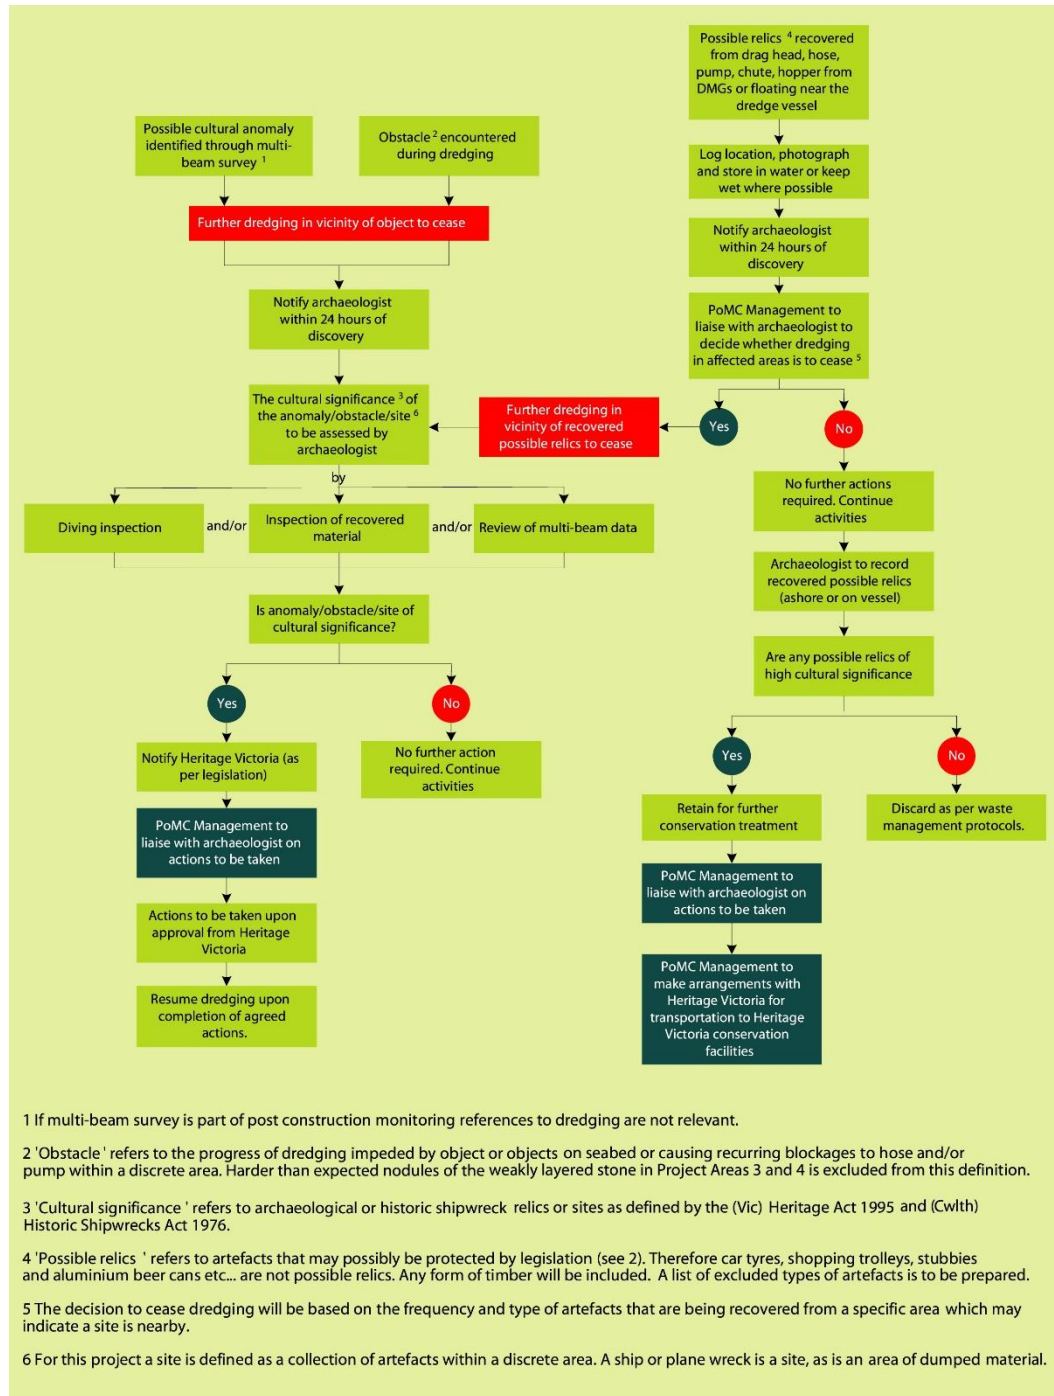 Possible relics 4 recovered
from drag head, hose,
pump, chute, hopper from
DMGs or floating near the
dredge vessel
Possible cultural anomaly
identified through multi-
beam survey 1
Obstacle 2 encountered
during dredging
Log location, photograph
and store in water or keep
wet where possible
Further dredging in vicinity of object to cease
Notify archaeologist
within 24 hours of
discovery
Notify archaeologist
within 24 hours of
discovery
PoMC Management to
liaise with archaeologist to
decide whether dredging
in affected areas is to cease 5
The cultural significance 3 of
the anomaly/obstacle/site 6
to be assessed by
archaeologist
Further dredging in
vicinity of recovered
possible relics to cease
Yes
No
by
No further actions
required. Continue
activities
Diving inspection
and/or
Inspection of recovered
material
and/or
Review of multi-beam data
Archaeologist to record
recovered possible relics
(ashore or on vessel)
Is anomaly/obstacle/site of
cultural significance?
Are any possible relics of
high cultural significance
Yes
No
Yes
No
Notify Heritage Victoria (as
per legislation)
No further action
required. Continue
activities
Retain for further
conservation treatment
Discard as per waste
management protocols.
PoMC Management to
liaise with archaeologist on
actions to be taken
PoMC Management to
liaise with archaeologist on
actions to be taken
Actions to be taken upon
approval from Heritage
Victoria
PoMC Management to
make arrangements with
Heritage Victoria for
transportation to Heritage
Victoria conservation
facilities
Resume dredging upon
completion of agreed
actions.
1 If multi-beam survey is part of post construction monitoring references to dredging are not relevant.
2 'Obstacle ' refers to the progress of dredging impeded by object or objects on seabed or causing recurring blockages to hose and/or
pump within a discrete area. Harder than expected nodules of the weakly layered stone in Project Areas 3 and 4 is excluded from this definition.
3 'Cultural significance ' refers to archaeological or historic shipwreck relics or sites as defined by the (Vic) Heritage Act 1995 and (Cwlth)
Historic Shipwrecks Act 1976.
4 'Possible relics ' refers to artefacts that may possibly be protected by legislation (see 2). Therefore car tyres, shopping trolleys, stubbies
and aluminium beer cans etc... are not possible relics. Any form of timber will be included. A list of excluded types of artefacts is to be prepared.
5 The decision to cease dredging will be based on the frequency and type of artefacts that are being recovered from a specific area which may
indicate a site is nearby.
6 For this project a site is defined as a collection of artefacts within a discrete area. A ship or plane wreck is a site, as is an area of dumped material.